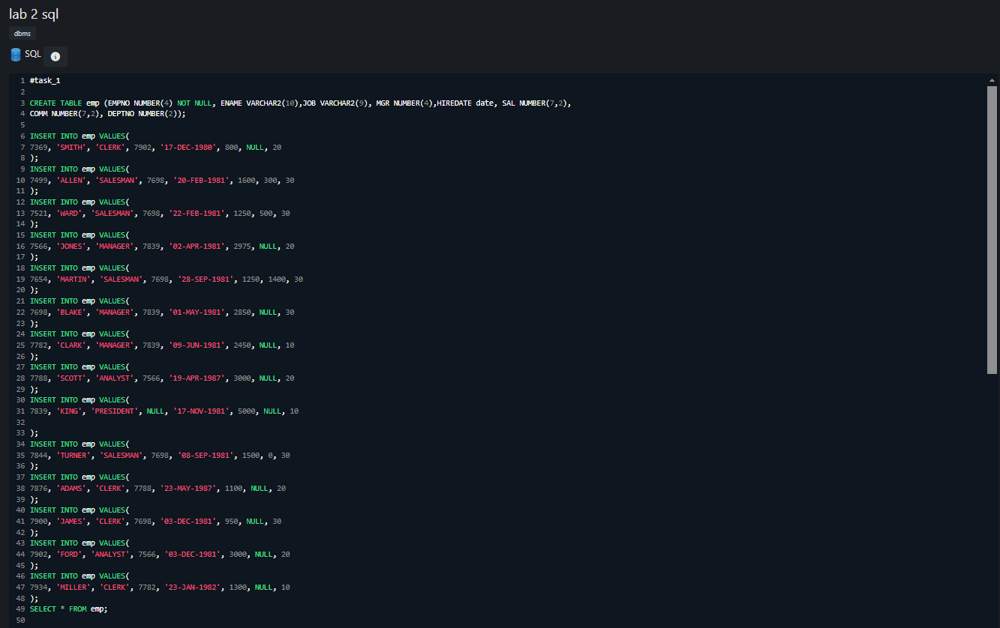 lab 2 sql
dbms
SQL
1 #task_1
2
3 CREATE TABLE emp (EMPNO NUMBER(4) NOT NULL, ENAME VARCHAR2(10),JOB VARCHAR2(9), MGR NUMBER(4),HIREDATE date, SAL NUMBER(7,2),
4 COMM NUMBER(7,2), DEPTNO NUMBER(2));
5
6 INSERT INTO emp VALUES(
7 7369, 'SMITH', 'CLERK', 7902, '17-DEC-1980', 800, NULL, 20
8 );
9 INSERT INTO emp VALUES(
10 7499, 'ALLEN', 'SALESMAN', 7698, '20-FEB-1981', 1600, 300, 30
11 );
12 INSERT INTO emp VALUES(
13 7521, 'WARD', 'SALESMAN', 7698, '22-FEB-1981', 1250, 500, 30
14 );
15 INSERT INTO emp VALUES(
16 7566, 'JONES', 'MANAGER', 7839, '02-APR-1981', 2975, NULL, 20
17 );
18 INSERT INTO emp VALUES(
19 7654, 'MARTIN', 'SALESMAN', 7698, '28-SEP-1981', 1250, 1400, 30
20 );
21 INSERT INTO emp VALUES(
22 7698, 'BLAKE', 'MANAGER', 7839, '01-MAY-1981', 2850, NULL, 30
23 );
24 INSERT INTO emp VALUES(
25 7782, 'CLARK', 'MANAGER', 7839, '09-JUN-1981', 2450, NULL, 10
26 );
27 INSERT INTO emp VALUES(
28 7788, 'SCOTT', 'ANALYST', 7566, '19-APR-1987', 3000, NULL, 20
29 );
30 INSERT INTO emp VALUES(
31 7839, 'KING', 'PRESIDENT', NULL, '17-NOV-1981', 5000, NULL, 10
32
33 );
34 INSERT INTO emp VALUES(
35 7844, 'TURNER', 'SALESMAN', 7698, '08-SEP-1981', 1500, 0, 30
36 );
37 INSERT INTO emp VALUES(
38 7876, 'ADAMS', 'CLERK', 7788, '23-MAY-1987', 1100, NULL, 20
39 );
40 INSERT INTO emp VALUES(
41 7900, 'JAMES', 'CLERK', 7698, '03-DEC-1981', 950, NULL, 30
42 );
43 INSERT INTO emp VALUES(
44 7902, 'FORD', 'ANALYST', 7566, '03-DEC-1981', 3000, NULL, 20
45 );
46 INSERT INTO emp VALUES(
47 7934, 'MILLER', 'CLERK', 7782, '23-JAN-1982', 1300, NULL, 10
48 );
49 SELECT * FROM emp;
50